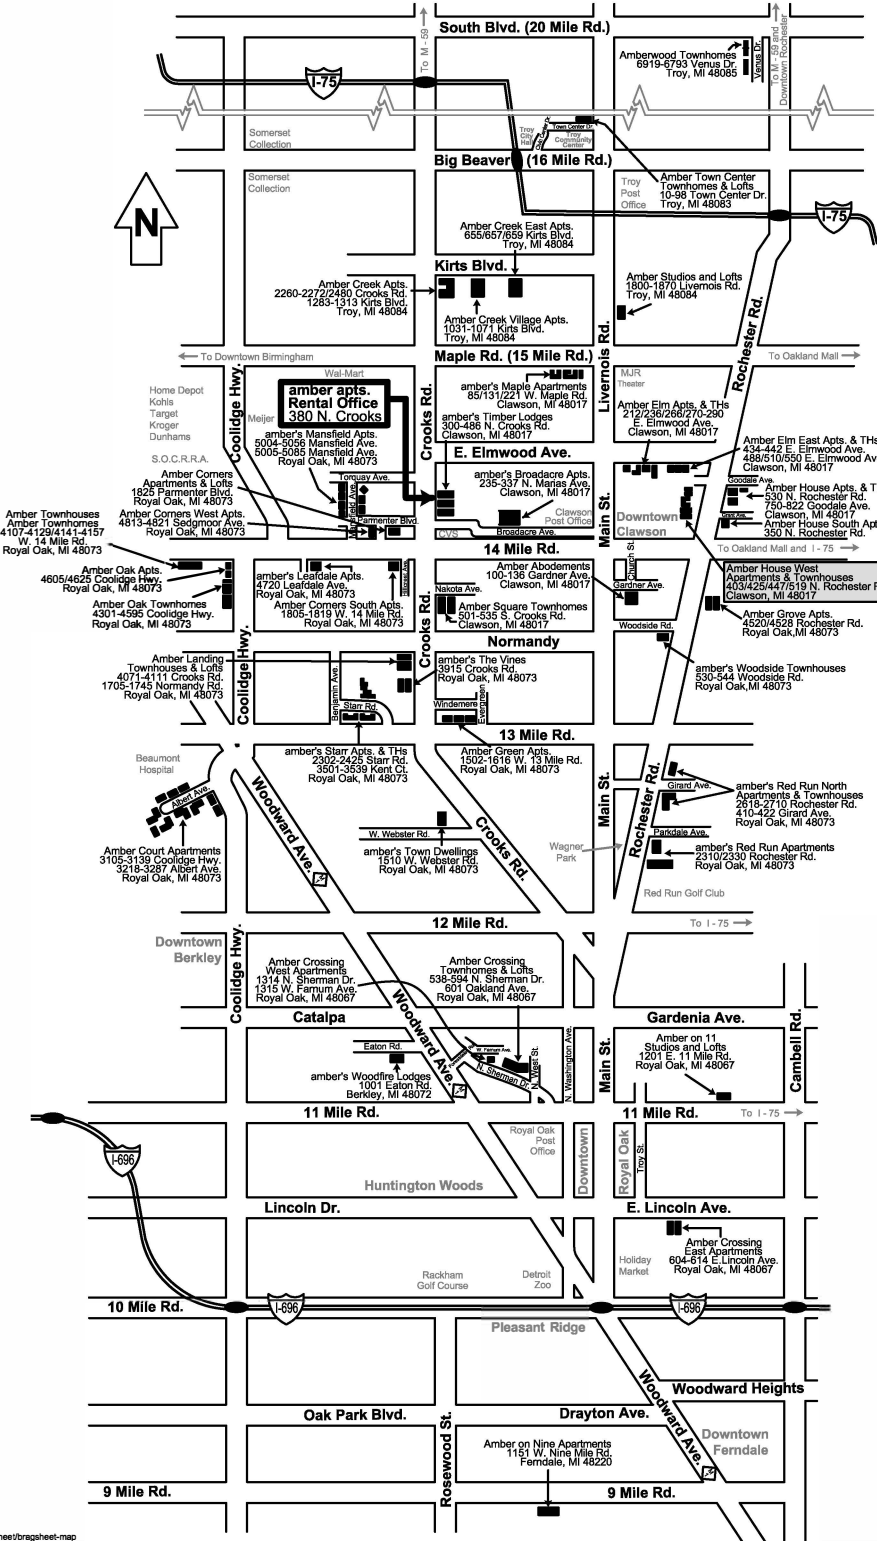 South Blvd. (20 Mile Rd.)
To M - 59
To M - 59 and
Downtown Rochester
Amberwood Townhomes
6919-6793 Venus Dr.
Troy, MI 48085
Venus Dr.
I-75
Somerset
Collection
Troy
City
Hall
Civic Center Dr.
Town Center Dr.
Troy
Community
Center
Big Beaver (16 Mile Rd.)
Somerset
Collection
Troy
Post
Office
Amber Town Center
Townhomes & Lofts
10-98 Town Center Dr.
Troy, MI 48083
I-75
N
Amber Creek East Apts.
655/657/659 Kirts Blvd.
Troy, MI 48084
Kirts Blvd.
Amber Creek Apts.
2260-2272/2480 Crooks Rd.
1283-1313 Kirts Blvd.
Troy, MI 48084
Amber Creek Village Apts.
1031-1071 Kirts Blvd.
Troy, MI 48084
Amber Studios and Lofts
1800-1870 Livernois Rd.
Troy, MI 48084
Livernois Rd.
Rochester Rd.
To Downtown Birmingham
Maple Rd. (15 Mile Rd.)
To Oakland Mall
Coolidge Hwy.
Wal-Mart
Home Depot
Kohls
Target
Kroger
Dunhams
Meijer
S.O.C.R.R.A.
amber apts.
Rental Office
380 N. Crooks
Crooks Rd.
amber's Maple Apartments
85/131/221 W. Maple Rd.
Clawson, MI 48017
MJR
Theater
amber's Timber Lodges
300-486 N. Crooks Rd.
Clawson, MI 48017
Amber Elm Apts. & THs
212/236/266/270-290
E. Elmwood Ave.
Clawson, MI 48017
amber's Mansfield Apts.
5004-5056 Mansfield Ave.
5005-5085 Mansfield Ave.
Royal Oak, MI 48073
E. Elmwood Ave.
Amber Elm East Apts. & THs
434-442 E. Elmwood Ave.
488/510/550 E. Elmwood Av
Clawson, MI 48017
Amber Corners
Apartments & Lofts
1825 Parmenter Blvd.
Royal Oak, MI 48073
Torquay Ave.
Mansfield Ave.
Parmenter Blvd.
amber's Broadacre Apts.
235-337 N. Marias Ave.
Clawson, MI 48017
Goodale Ave.
Grant Ave.
Amber House Apts. & T
530 N. Rochester Rd.
750-822 Goodale Ave.
Clawson, MI 48017
Amber House South Apt
350 N. Rochester Rd.
Amber Corners West Apts.
4813-4821 Sedgmoor Ave.
Royal Oak, MI 48073
Amber Townhouses
Amber Townhomes
4107-4129/4141-4157
W. 14 Mile Rd.
Royal Oak, MI 48073
Clawson
Post Office
Main St.
Downtown
Clawson
CVS
Broadacre Ave.
14 Mile Rd.
To Oakland Mall and I - 75
Amber Oak Apts.
4605/4625 Coolidge Hwy.
Royal Oak, MI 48073
Amber Oak Townhomes
4301-4595 Coolidge Hwy.
Royal Oak, MI 48073
amber's Leafdale Apts.
4720 Leafdale Ave.
Royal Oak, MI 48073
Amber Corners South Apts.
1805-1819 W. 14 Mile Rd.
Royal Oak, MI 48073
Amber Abodements
100-136 Gardner Ave.
Clawson, MI 48017
Church St.
Gardner Ave.
Amber House West
Apartments & Townhouses
403/425/447/519 N. Rochester R
Clawson, MI 48017
Nakota Ave.
Amber Square Townhomes
501-535 S. Crooks Rd.
Clawson, MI 48017
Amber Grove Apts.
4520/4528 Rochester Rd.
Royal Oak,MI 48073
Crooks Rd.
Coolidge Hwy.
Woodside Rd.
Normandy
Amber Landing
Townhouses & Lofts
4071-4111 Crooks Rd.
1705-1745 Normandy Rd.
Royal Oak, MI 48073
Benjamin Ave.
Starr Rd.
amber's The Vines
3915 Crooks Rd.
Royal Oak, MI 48073
Windemere
Evergreen
amber's Woodside Townhouses
530-544 Woodside Rd.
Royal Oak,MI 48073
13 Mile Rd.
Beaumont
Hospital
amber's Starr Apts. & THs
2302-2425 Starr Rd.
3501-3539 Kent Ct.
Royal Oak, MI 48073
Amber Green Apts.
1502-1616 W. 13 Mile Rd.
Royal Oak, MI 48073
Albert Ave.
Woodward Ave.
Main St.
Rochester Rd.
Girard Ave.
amber's Red Run North
Apartments & Townhouses
2618-2710 Rochester Rd.
410-422 Girard Ave.
Royal Oak, MI 48073
Crooks Rd.
W. Webster Rd.
Parkdale Ave.
Amber Court Apartments
3105-3139 Coolidge Hwy.
3218-3287 Albert Ave.
Royal Oak, MI 48073
amber's Town Dwellings
1510 W. Webster Rd.
Royal Oak, MI 48073
Wagner
Park
amber's Red Run Apartments
2310/2330 Rochester Rd.
Royal Oak, MI 48073
Red Run Golf Club
12 Mile Rd.
To I - 75
Downtown
Berkley
Coolidge Hwy.
Amber Crossing
West Apartments
1314 N. Sherman Dr.
1315 W. Farnum Ave.
Royal Oak, MI 48067
Amber Crossing
Townhomes & Lofts
538-594 N. Sherman Dr.
601 Oakland Ave.
Royal Oak, MI 48067
Woodward Ave.
Catalpa
Gardenia Ave.
Cambell Rd.
Eaton Rd.
W. Farnum Ave.
N. Sherman Dr.
N. West St.
N. Washington Ave.
Main St.
Amber on 11
Studios and Lofts
1201 E. 11 Mile Rd.
Royal Oak, MI 48067
amber's Woodfire Lodges
1001 Eaton Rd.
Berkley, MI 48072
11 Mile Rd.
11 Mile Rd.
To I - 75
I-696
Royal Oak
Post
Office
Downtown
Royal Oak
Troy St.
Huntington Woods
Lincoln Dr.
E. Lincoln Ave.
Amber Crossing
East Apartments
604-614 E.Lincoln Ave.
Royal Oak, MI 48067
Holiday
Market
Rackham
Golf Course
Detroit
Zoo
10 Mile Rd.
I-696
I-696
Pleasant Ridge
Woodward Ave.
Woodward Heights
Oak Park Blvd.
Drayton Ave.
Rosewood St.
Downtown
Ferndale
Amber on Nine Apartments
1151 W. Nine Mile Rd.
Ferndale, MI 48220
9 Mile Rd.
9 Mile Rd.
neet/bragsheet-map